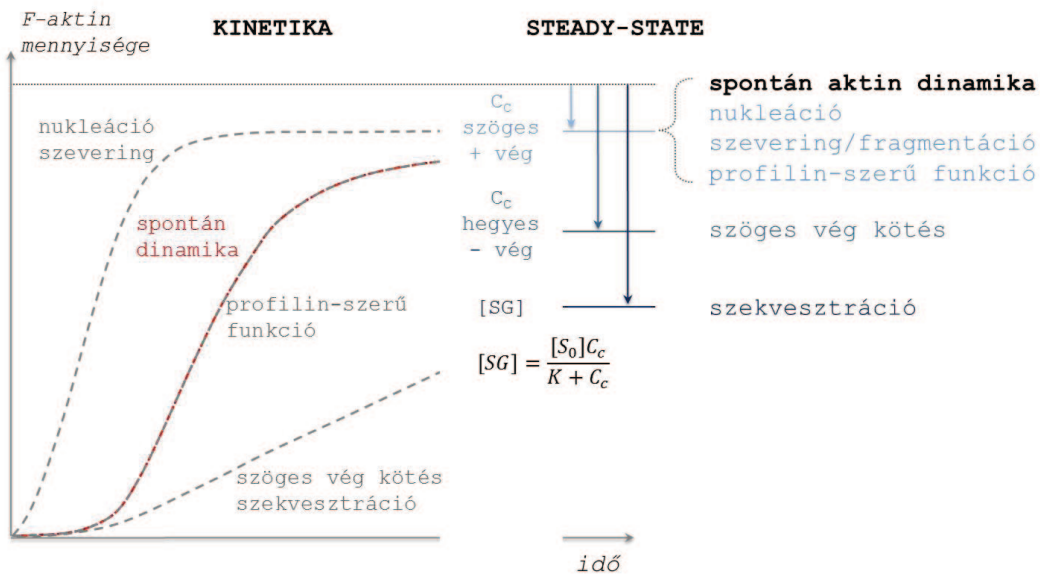 F-aktin
mennyisége
KINETIKA
STEADY-STATE
nukleáció
szevering
spontán
dinamika
profilin-szerű
funkció
szöges vég kötés
szekvesztráció
C_c
szöges
+ vég
C_c
hegyes
- vég
[SG]
[SG] = [S_0]C_c / K + C_c
spontán aktin dinamika
nukleáció
szevering/fragmentáció
profilin-szerű funkció
szöges vég kötés
szekvesztráció
idő